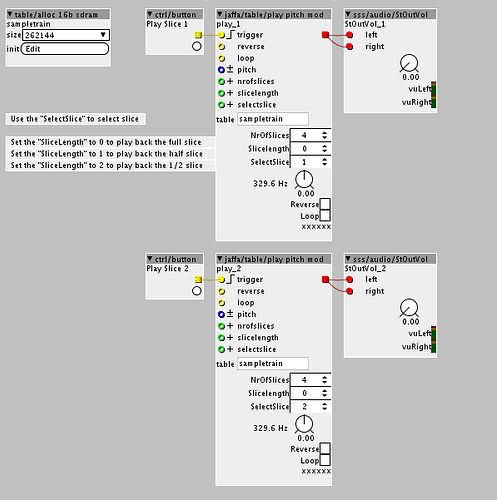 table/alloc 16b sdram
sampletrain
size 262144
init Edit
ctrl/button
Play Slice 1
jaffa/table/play pitch mod
play_1
trigger
reverse
loop
pitch
nrofslices
slicelength
selectslice
table sampletrain
NrOfSlices 4
Slicelength 0
SelectSlice 1
329.6 Hz
0.00
Reverse
Loop
xxxxxx
sss/audio/StOutVol
StOutVol_1
left
right
0.00
vuLeft
vuRight
Use the "SelectSlice" to select slice
Set the "SliceLength" to 0 to play back the full slice
Set the "SliceLength" to 1 to play back the half slice
Set the "SliceLength" to 2 to play back the 1/2 slice
ctrl/button
Play Slice 2
jaffa/table/play pitch mod
play_2
trigger
reverse
loop
pitch
nrofslices
slicelength
selectslice
table sampletrain
NrOfSlices 4
Slicelength 0
SelectSlice 2
329.6 Hz
0.00
Reverse
Loop
xxxxxx
sss/audio/StOutVol
StOutVol_2
left
right
0.00
vuLeft
vuRight